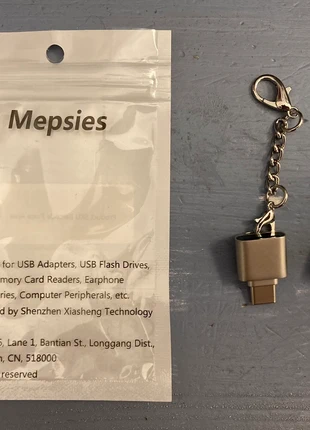 Mepsies
for USB Adapters, USB Flash Drives,
mory Card Readers, Earphone
ries, Computer Peripherals, etc.
ed by Shenzhen Xiasheng Technology
5, Lane 1, Bantian St., Longgang Dist.,
n, CN, 518000
reserved